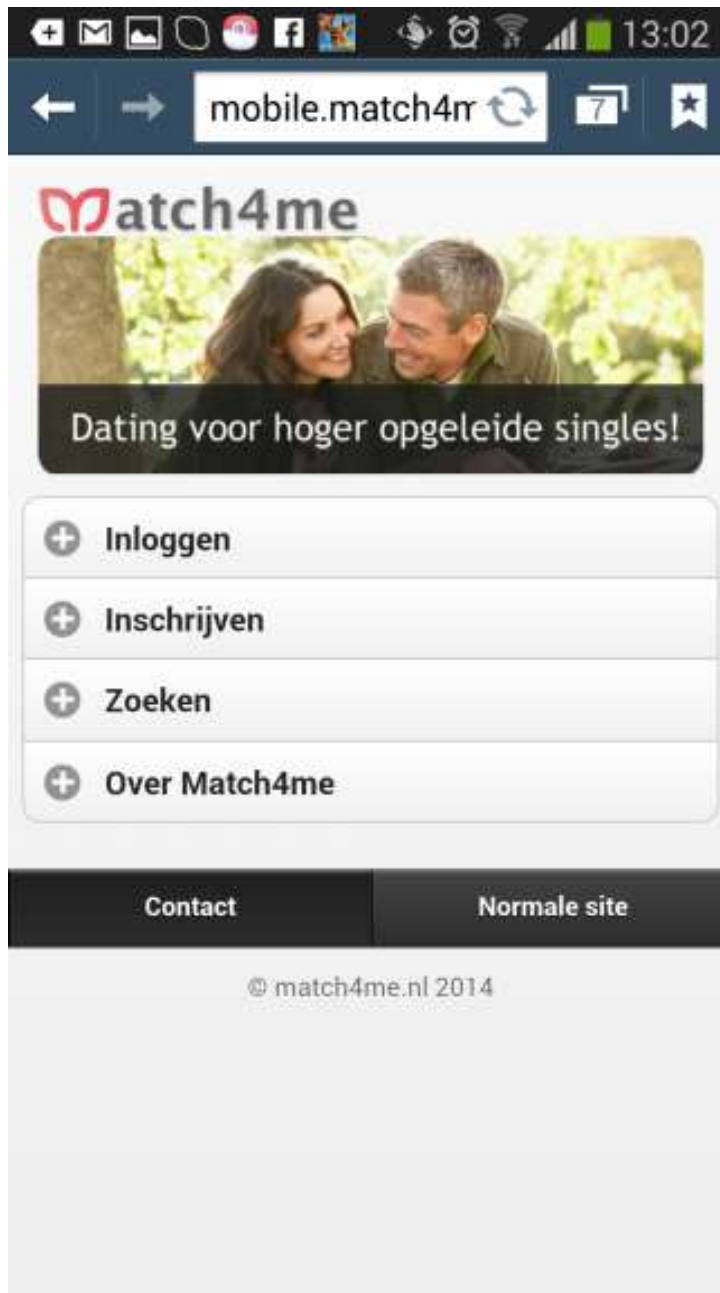 13:02
mobile.match4m
7
Match4me
Dating voor hoger opgeleide singles!
Inloggen
Inschrijven
Zoeken
Over Match4me
Contact
Normale site
© match4me.nl 2014